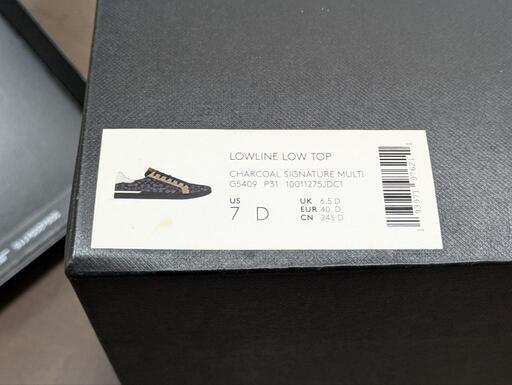 LOWLINE LOW TOP
CHARCOAL SIGNATURE MULTI
G5409 P31 10011275JDC1
US
7 D
UK 6.5 D
EUR 40 D
CN 245 D